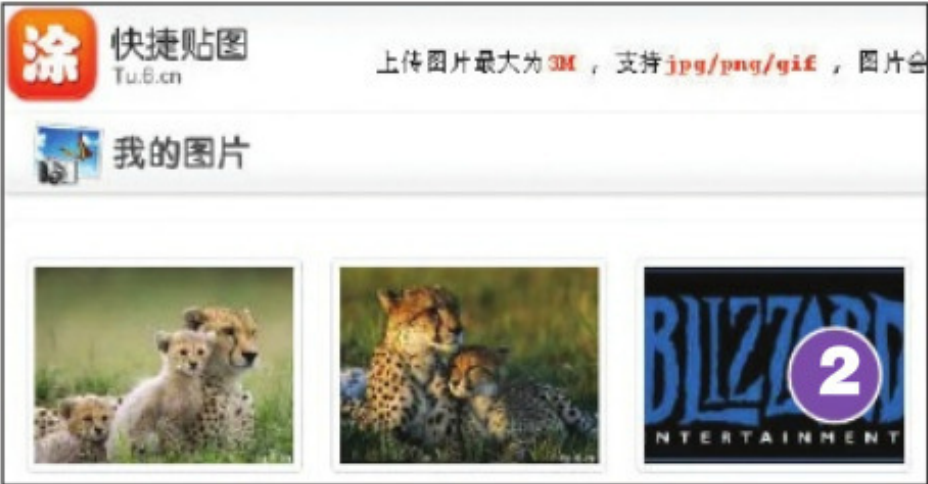 涂
快捷贴图
Tu.6.cn
上传图片最大为3M ，支持jpg/png/gif ，图片会
我的图片
BLIZZARD
ENTERTAINMENT
2